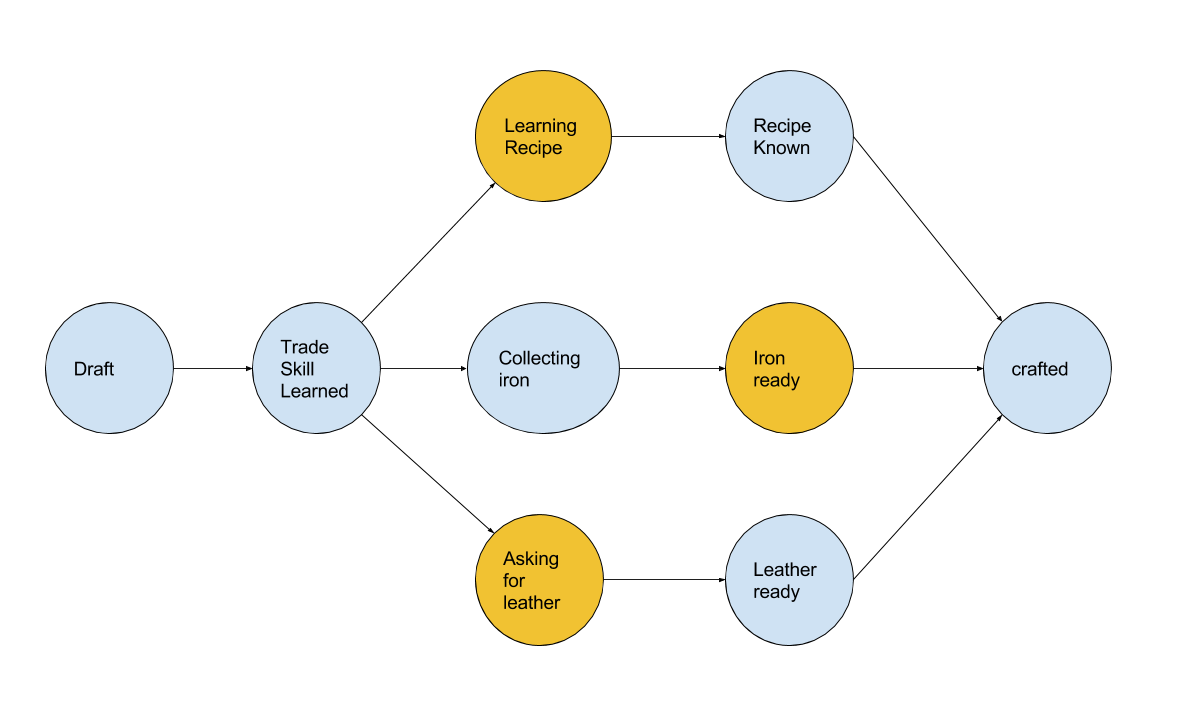 Learning
Recipe
Recipe
Known
Draft
Trade
Skill
Learned
Collecting
iron
Iron
ready
crafted
Asking
for
leather
Leather
ready